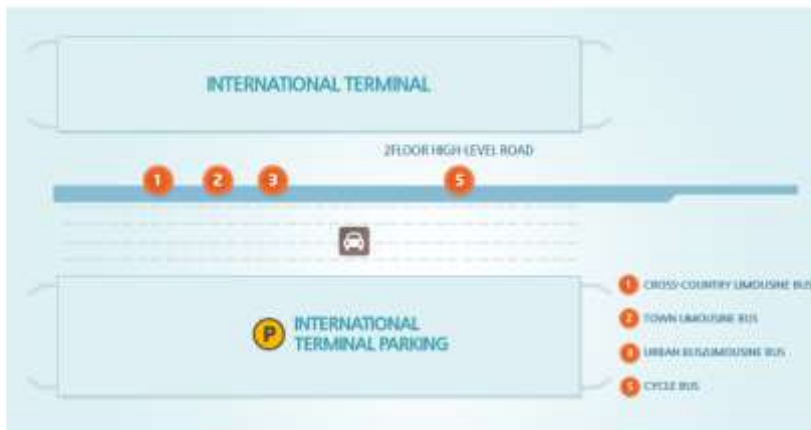 INTERNATIONAL TERMINAL
2FLOOR HIGH-LEVEL ROAD
1 2 3 5
P
INTERNATIONAL
TERMINAL PARKING
1 CROSS-COUNTRY LIMOUSINE BUS
2 TOWN LIMOUSINE BUS
3 URBAN BUS/LIMOUSINE BUS
5 CYCLE BUS